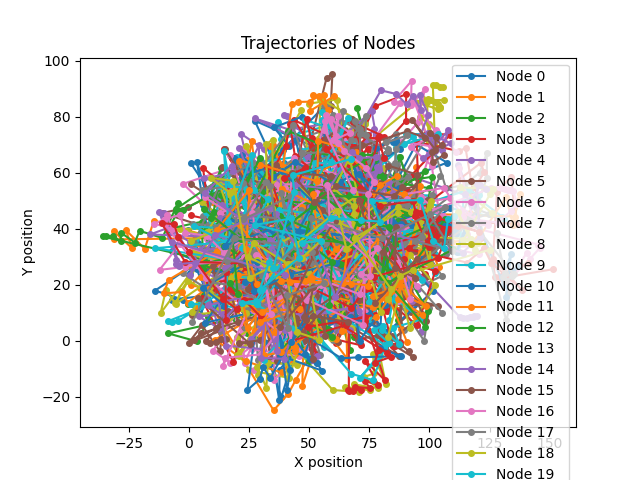 Trajectories of Nodes
100
80
60
40
20
0
−20
Y position
−25
0
25
50
75
100
125
150
X position
Node 0
Node 1
Node 2
Node 3
Node 4
Node 5
Node 6
Node 7
Node 8
Node 9
Node 10
Node 11
Node 12
Node 13
Node 14
Node 15
Node 16
Node 17
Node 18
Node 19